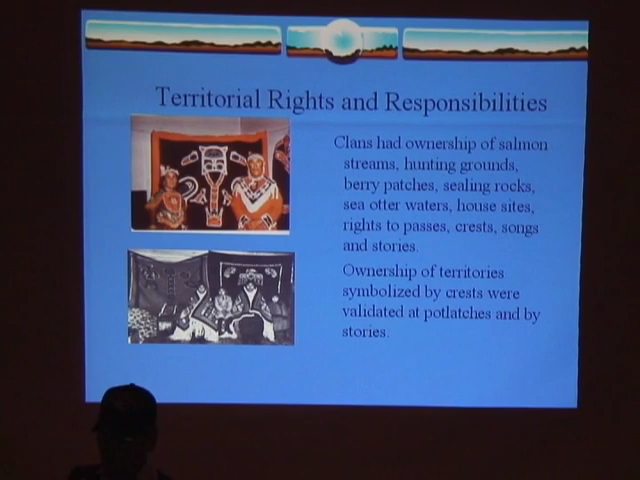 Territorial Rights and Responsibilities
Clans had ownership of salmon
streams, hunting grounds,
berry patches, sealing rocks,
sea otter waters, house sites,
rights to passes, crests, songs
and stories.
Ownership of territories
symbolized by crests were
validated at potlatches and by
stories.